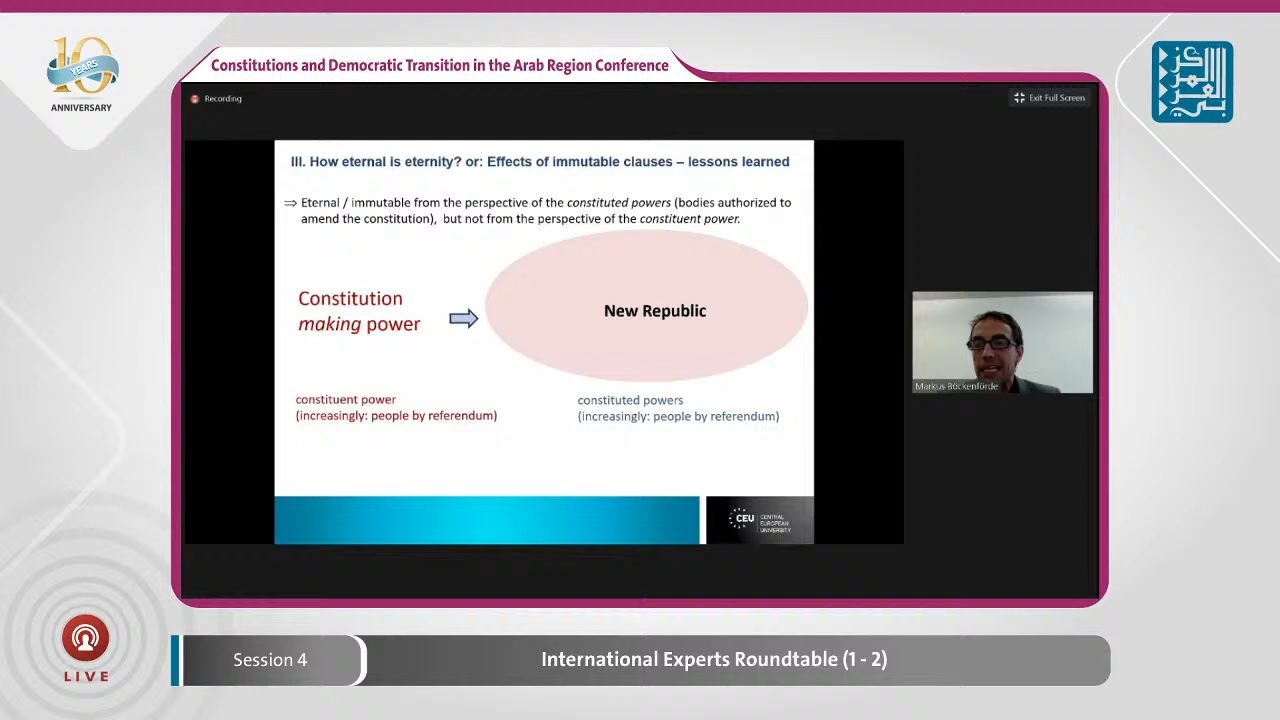 10
YEARS
ANNIVERSARY
Constitutions and Democratic Transition in the Arab Region Conference
المركز
العربي
Recording
Exit Full Screen
III. How eternal is eternity? or: Effects of immutable clauses – lessons learned
⇒ Eternal / immutable from the perspective of the constituted powers (bodies authorized to
amend the constitution), but not from the perspective of the constituent power.
Constitution
making power
New Republic
constituent power
(increasingly: people by referendum)
constituted powers
(increasingly: people by referendum)
CEU
CENTRAL
EUROPEAN
UNIVERSITY
Markus Böckenförde
LIVE
Session 4
International Experts Roundtable (1 - 2)